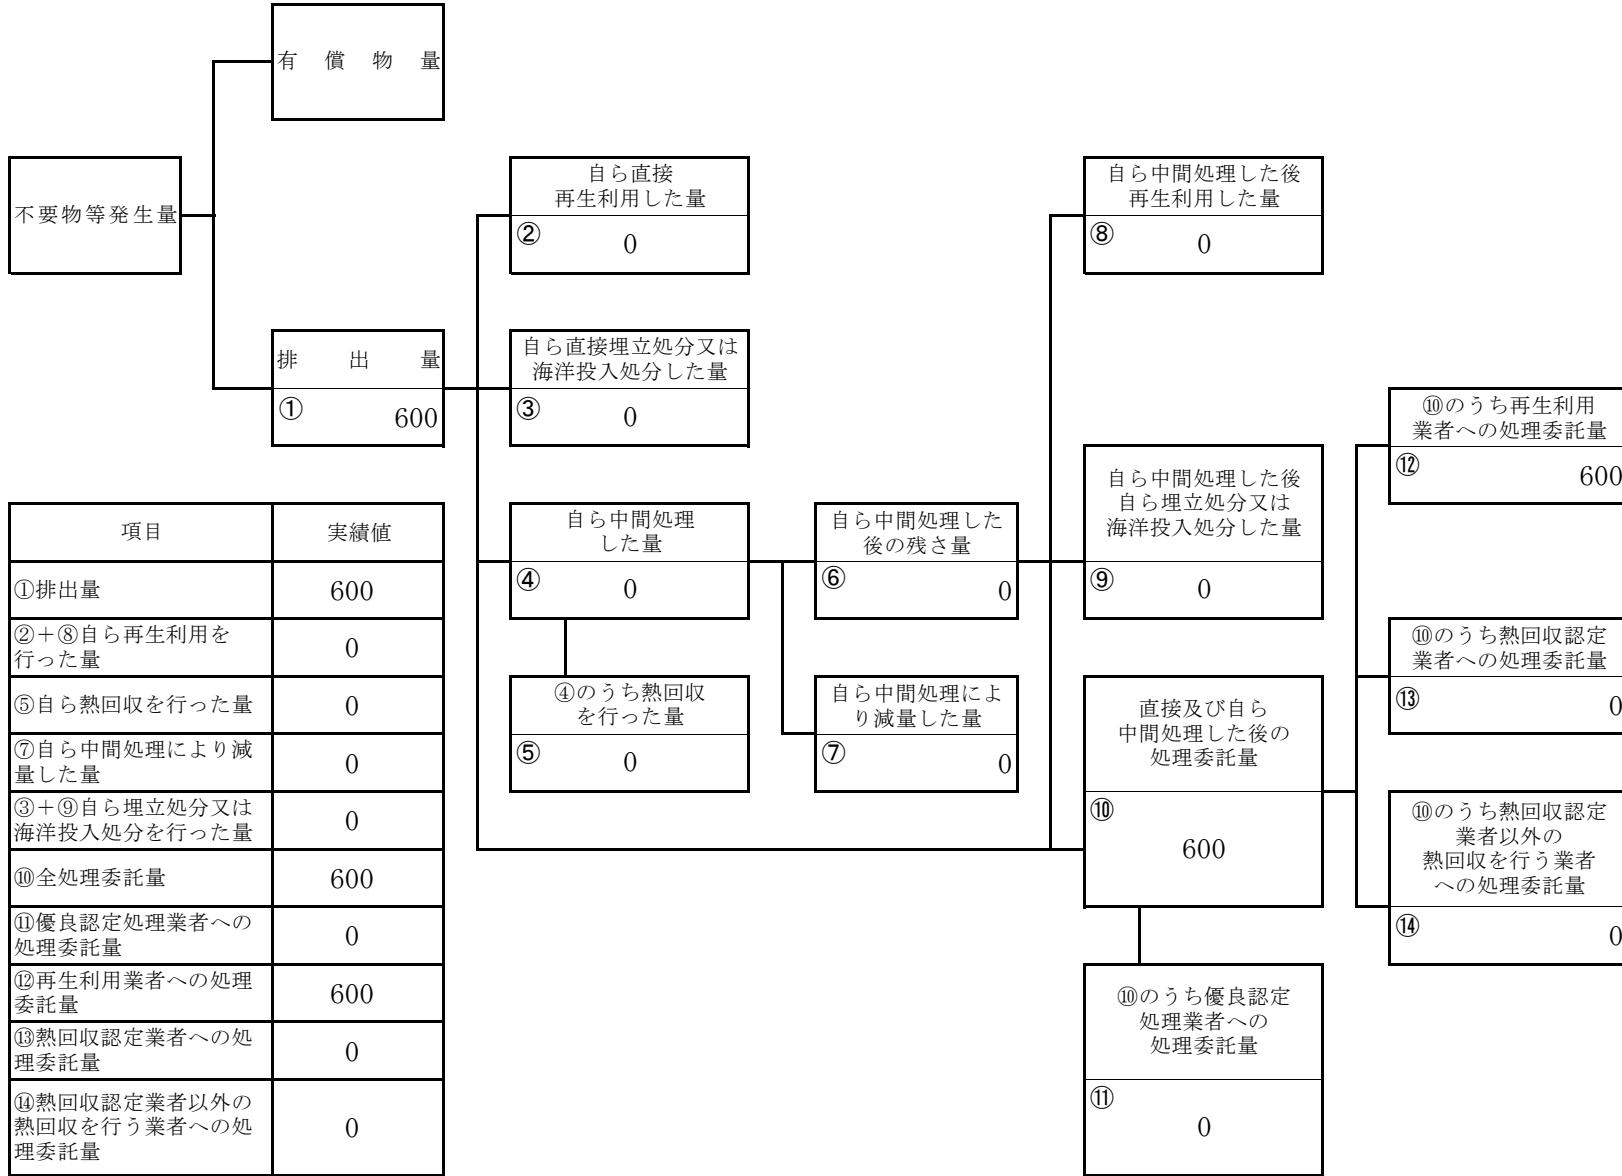 有償物量
不要物等発生量
排出量
① 600
自ら直接
再生利用した量
② 0
自ら直接埋立処分又は
海洋投入処分した量
③ 0
自ら中間処理
した量
④ 0
④のうち熱回収
を行った量
⑤ 0
自ら中間処理した
後の残さ量
⑥ 0
自ら中間処理によ
り減量した量
⑦ 0
自ら中間処理した後
再生利用した量
⑧ 0
自ら中間処理した後
自ら埋立処分又は
海洋投入処分した量
⑨ 0
直接及び自ら
中間処理した後の
処理委託量
⑩
600
⑩のうち優良認定
処理業者への
処理委託量
⑪
0
⑩のうち再生利用
業者への処理委託量
⑫ 600
⑩のうち熱回収認定
業者への処理委託量
⑬ 0
⑩のうち熱回収認定
業者以外の
熱回収を行う業者
への処理委託量
⑭ 0
項目 実績値
①排出量 600
②+⑧自ら再生利用を
行った量 0
⑤自ら熱回収を行った量 0
⑦自ら中間処理により減
量した量 0
③+⑨自ら埋立処分又は
海洋投入処分を行った量 0
⑩全処理委託量 600
⑪優良認定処理業者への
処理委託量 0
⑫再生利用業者への処理
委託量 600
⑬熱回収認定業者への処
理委託量 0
⑭熱回収認定業者以外の
熱回収を行う業者への処
理委託量 0